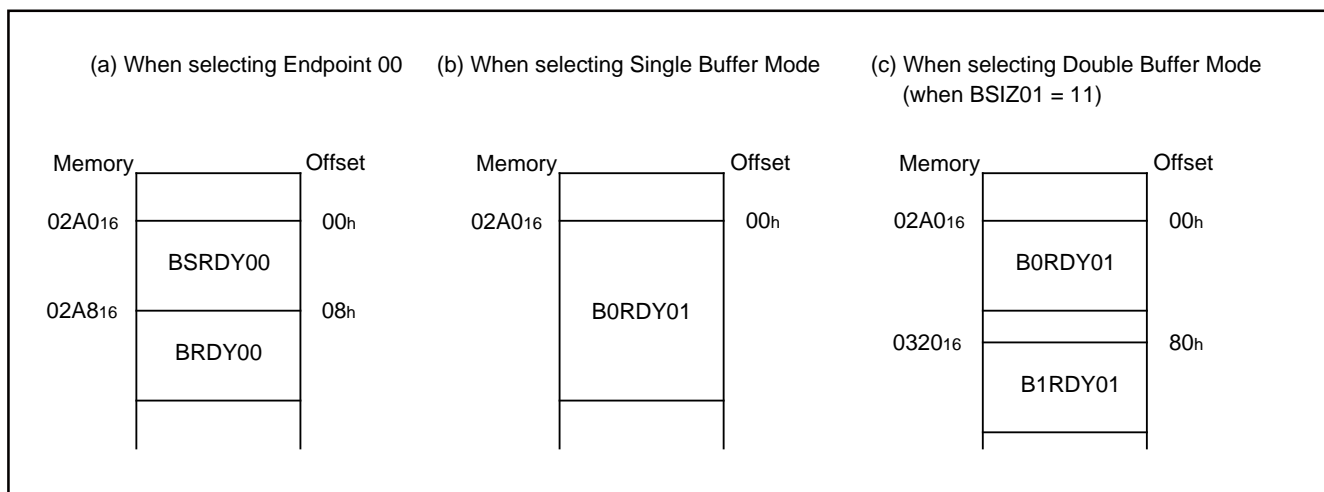 (a) When selecting Endpoint 00
Memory
Offset
02A016
00h
BSRDY00
02A816
08h
BRDY00
(b) When selecting Single Buffer Mode
Memory
Offset
02A016
00h
B0RDY01
(c) When selecting Double Buffer Mode
(when BSIZ01 = 11)
Memory
Offset
02A016
00h
B0RDY01
032016
80h
B1RDY01